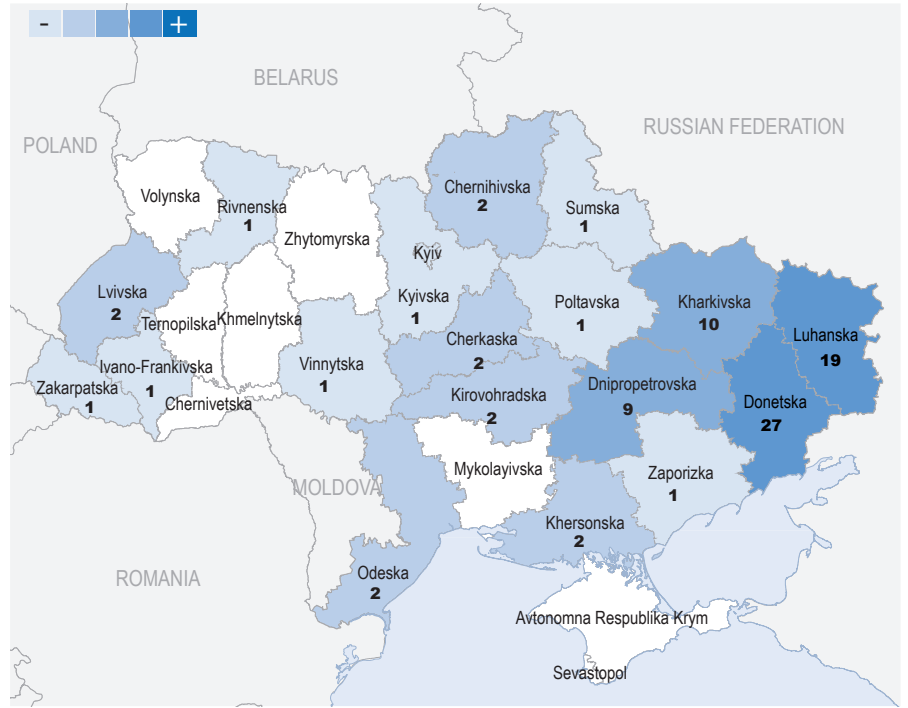 - +
BELARUS
POLAND
RUSSIAN FEDERATION
Volynska
Rivnenska
1
Zhytomyrska
Chernihivska
2
Sumska
1
Kyiv
Kyivska
1
Lvivska
2
Ternopilska
Khmelnytska
Poltavska
1
Kharkivska
10
Luhanska
19
Cherkaska
2
Vinnytska
1
Ivano-Frankivska
1
Zakarpatska
1
Chernivetska
Kirovohradska
2
Dnipropetrovska
9
Donetska
27
Mykolayivska
Zaporizka
1
MOLDOVA
Khersonska
2
Odeska
2
ROMANIA
Avtonomna Respublika Krym
Sevastopol